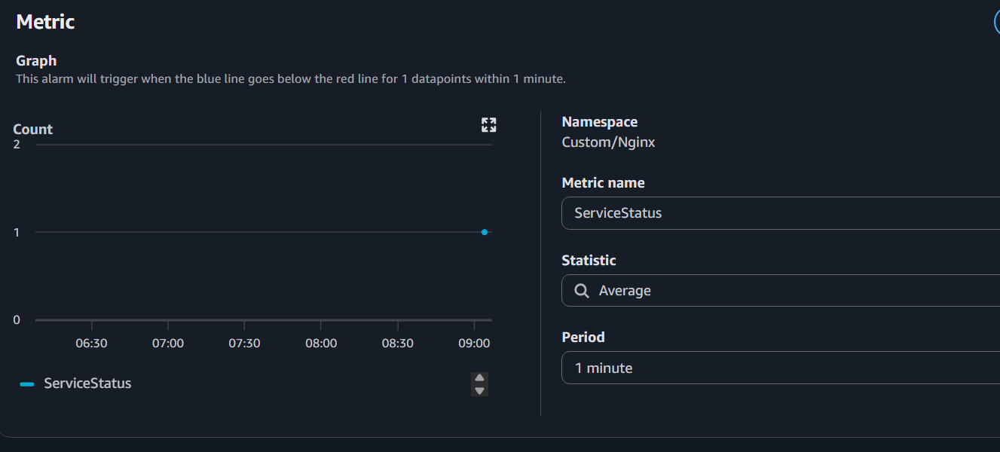 Metric
Graph
This alarm will trigger when the blue line goes below the red line for 1 datapoints within 1 minute.
Count
2
1
0
06:30 07:00 07:30 08:00 08:30 09:00
ServiceStatus
Namespace
Custom/Nginx
Metric name
ServiceStatus
Statistic
Average
Period
1 minute